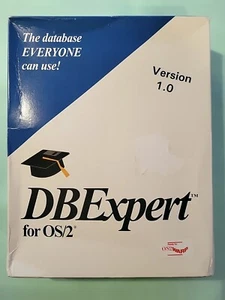 The database
EVERYONE
can use!
Version
1.0
DBExpert™
for OS/2®